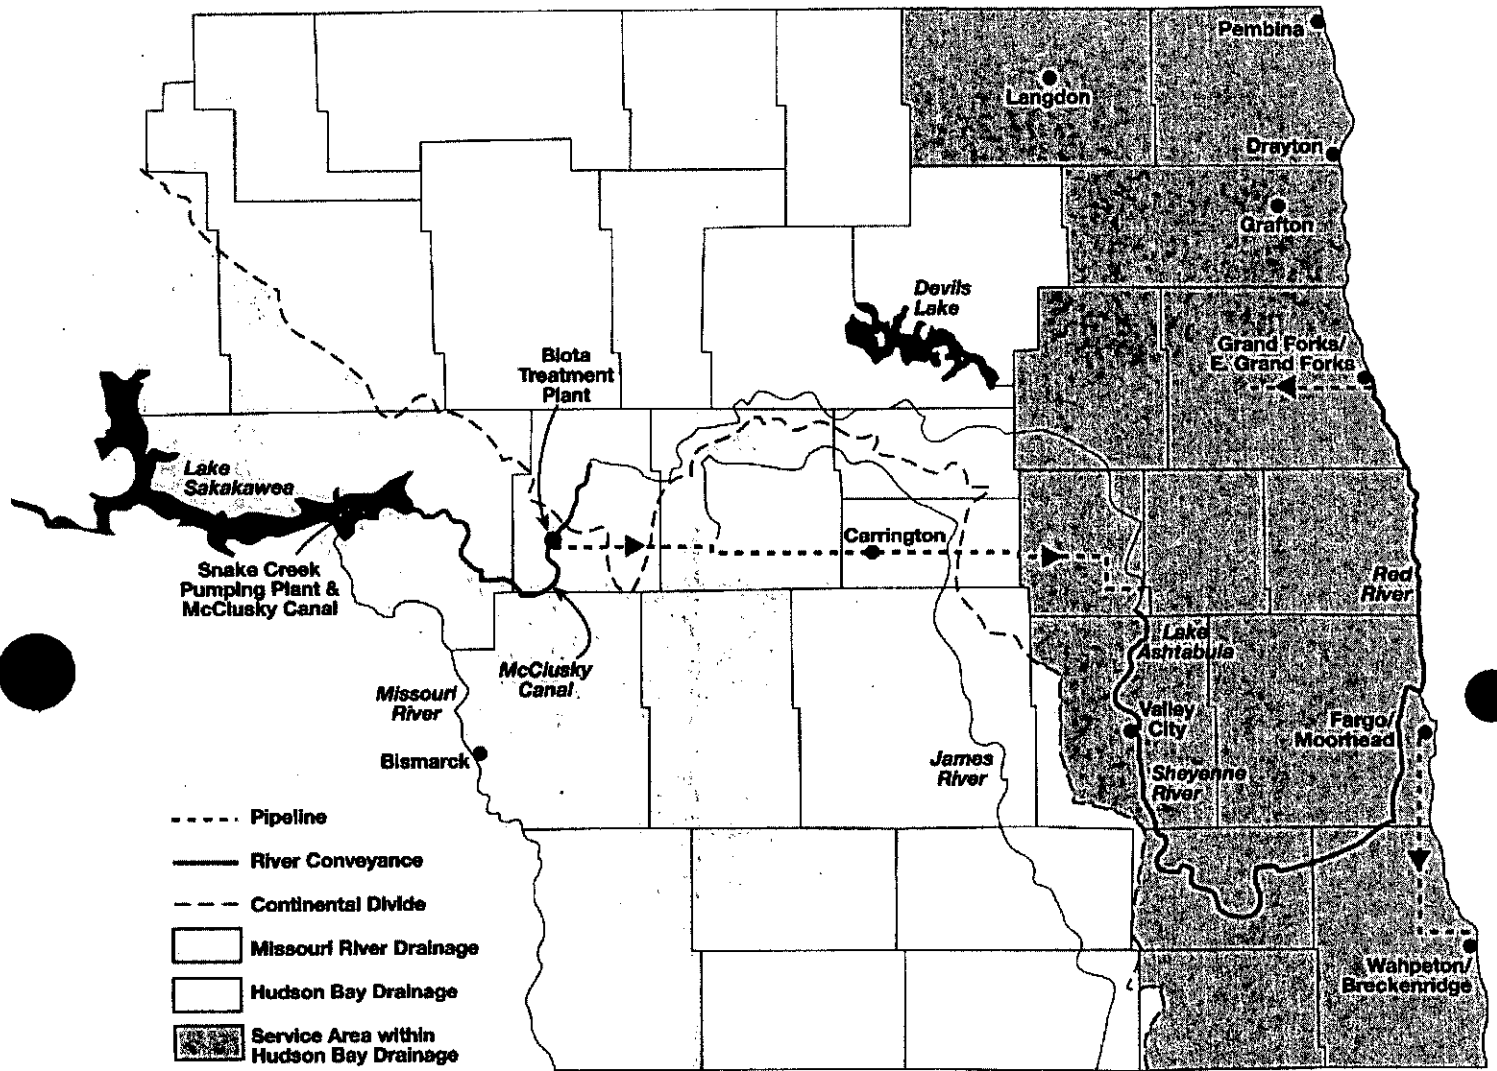 Pembina
Langdon
Drayton
Grafton
Devils
Lake
Grand Forks/
E. Grand Forks
Biota
Treatment
Plant
Lake
Sakakawea
Carrington
Snake Creek
Pumping Plant &
McClusky Canal
Red
River
Lake
Ashtabula
McClusky
Canal
Missouri
River
Valley
City
Fargo/
Moorhead
Bismarck
James
River
Sheyenne
River
Pipeline
River Conveyance
Continental Divide
Missouri River Drainage
Hudson Bay Drainage
Wahpeton/
Breckenridge
Service Area within
Hudson Bay Drainage